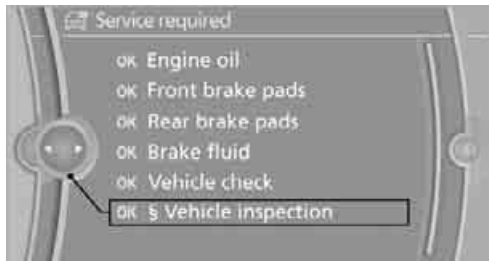 Service required
OK Engine oil
OK Front brake pads
OK Rear brake pads
OK Brake fluid
OK Vehicle check
OK § Vehicle inspection